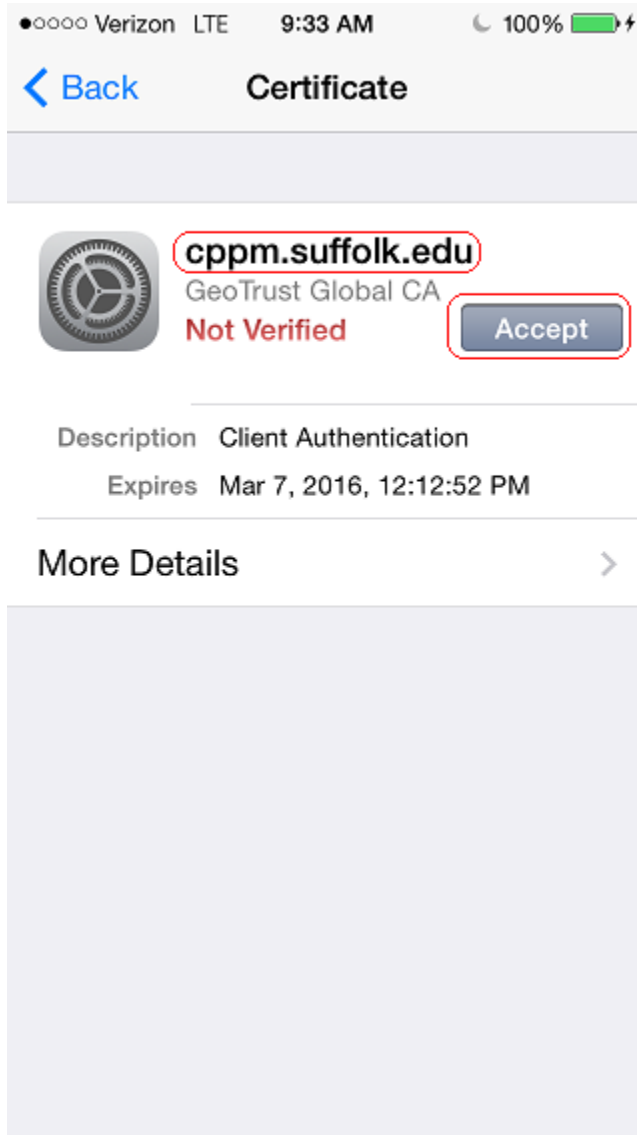 Verizon LTE 9:33 AM 100%
Back Certificate
cppm.suffolk.edu
GeoTrust Global CA
Not Verified Accept
Description Client Authentication
Expires Mar 7, 2016, 12:12:52 PM
More Details